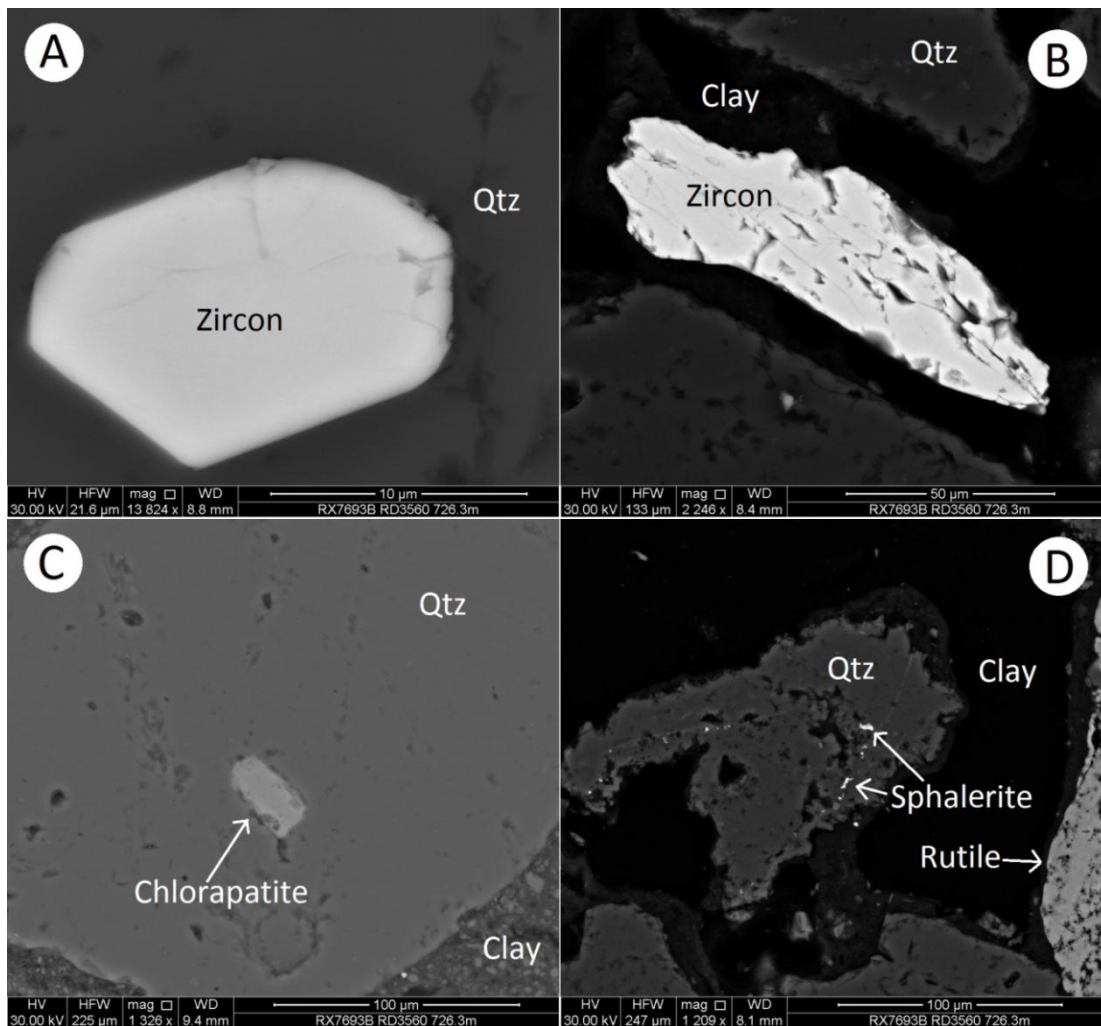 A
Qtz
Zircon
HV HFW mag □ WD 10 µm
30.00 kV 21.6 µm 13 824 x 8.8 mm RX7693B RD3560 726.3m
B
Qtz
Clay
Zircon
HV HFW mag □ WD 50 µm
30.00 kV 133 µm 2 246 x 8.4 mm RX7693B RD3560 726.3m
C
Qtz
Chlorapatite
Clay
HV HFW mag □ WD 100 µm
30.00 kV 225 µm 1 326 x 9.4 mm RX7693B RD3560 726.3m
D
Qtz
Clay
Sphalerite
Rutile
HV HFW mag □ WD 100 µm
30.00 kV 247 µm 1 209 x 8.1 mm RX7693B RD3560 726.3m